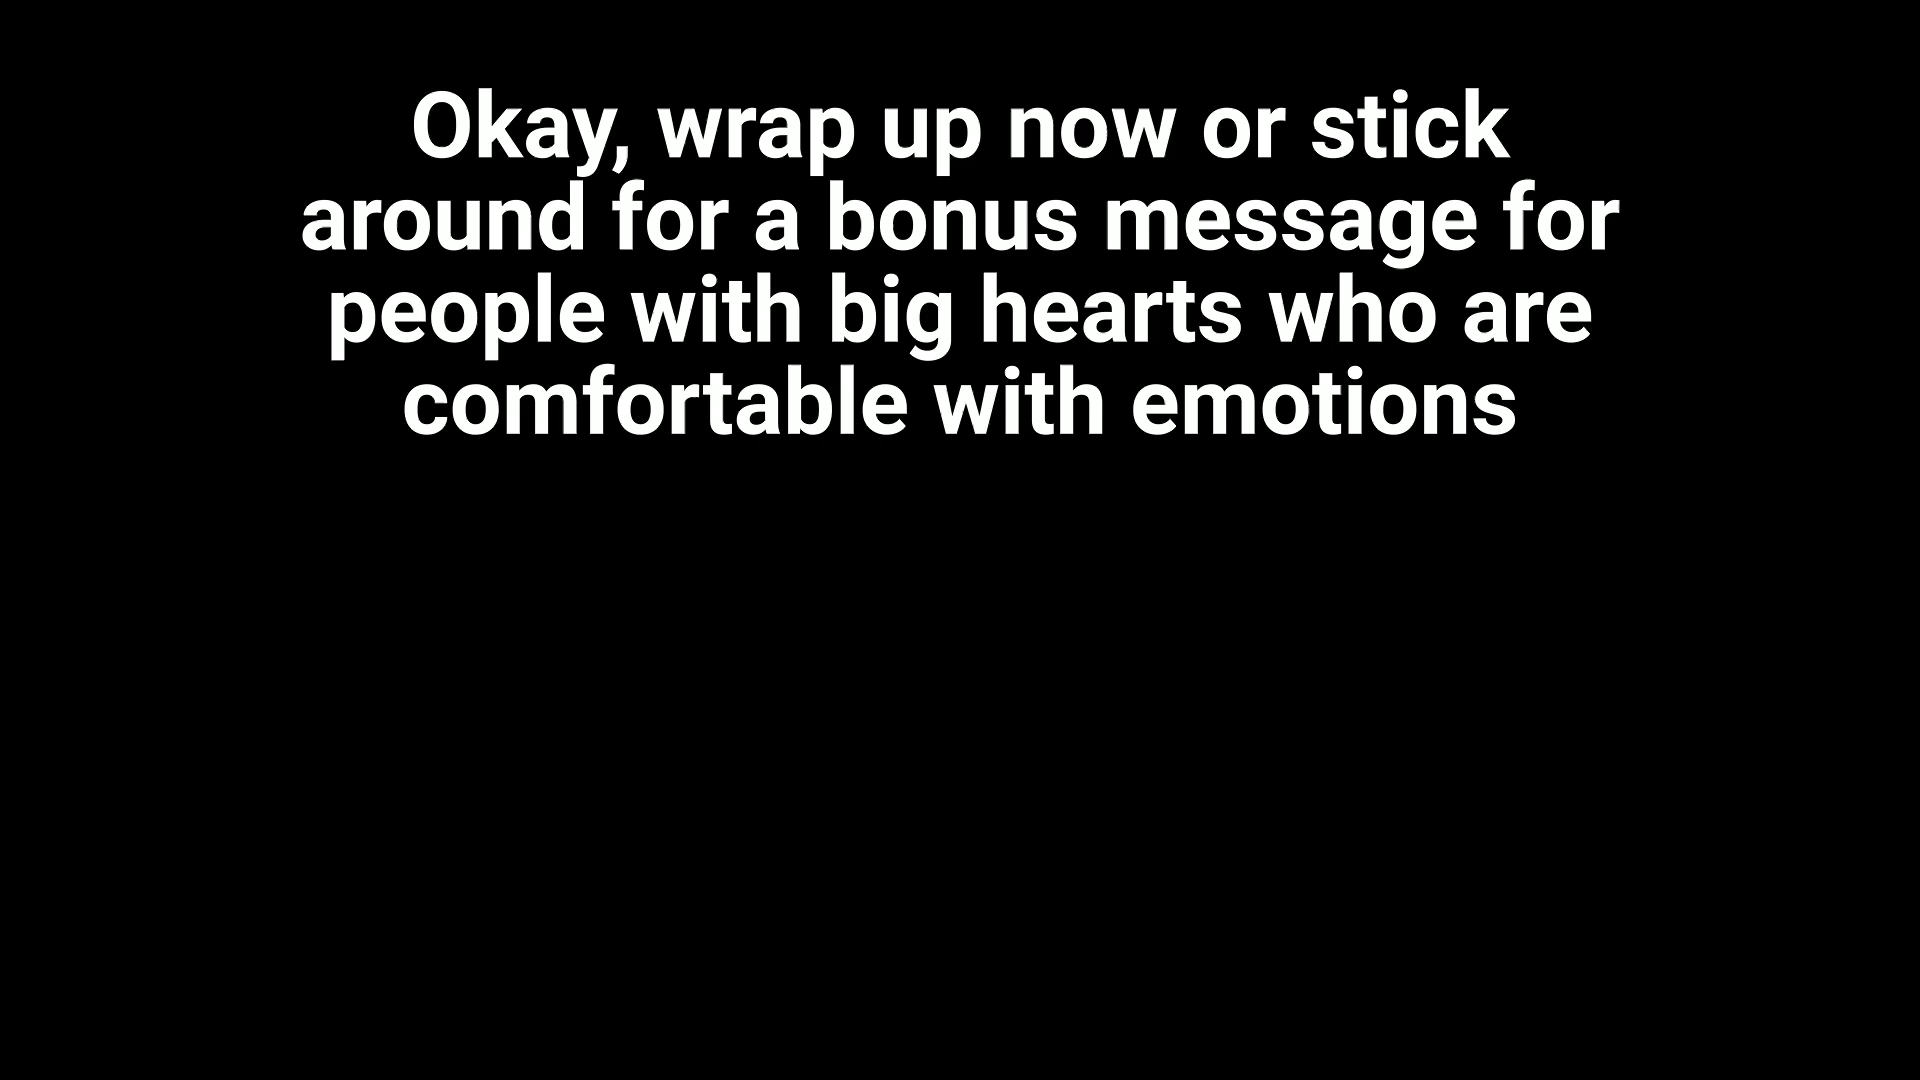 Okay, wrap up now or stick
around for a bonus message for
people with big hearts who are
comfortable with emotions